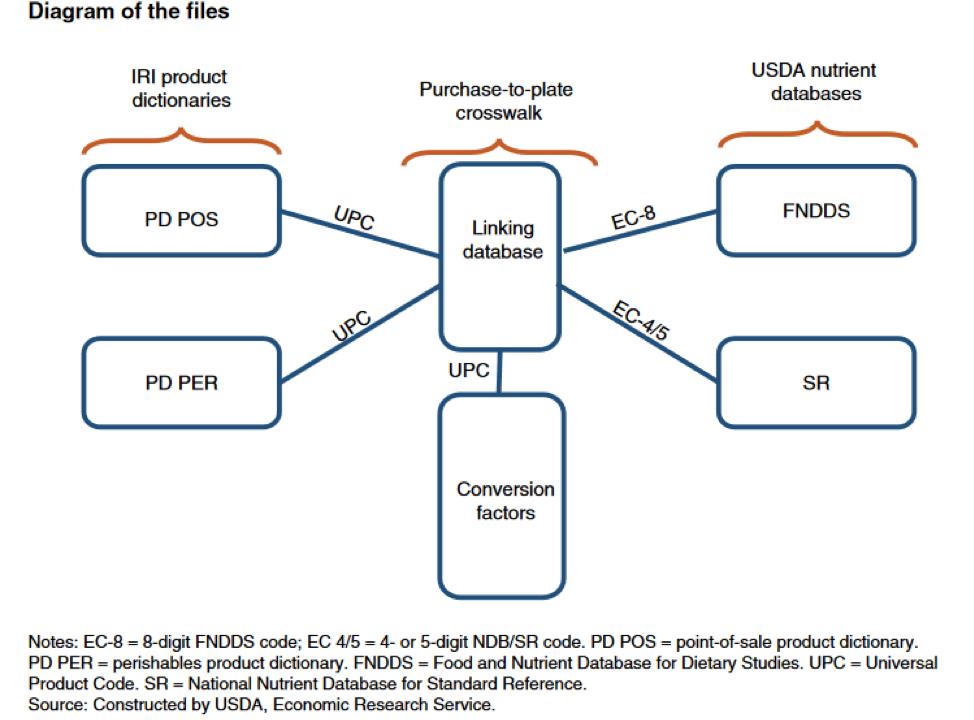 Diagram of the files
IRI product
dictionaries
Purchase-to-plate
crosswalk
USDA nutrient
databases
PD POS
UPC
Linking
database
EC-8
FNDDS
PD PER
UPC
UPC
EC-4/5
SR
Conversion
factors
Notes: EC-8 = 8-digit FNDDS code; EC 4/5 = 4- or 5-digit NDB/SR code. PD POS = point-of-sale product dictionary.
PD PER = perishables product dictionary. FNDDS = Food and Nutrient Database for Dietary Studies. UPC = Universal
Product Code. SR = National Nutrient Database for Standard Reference.
Source: Constructed by USDA, Economic Research Service.